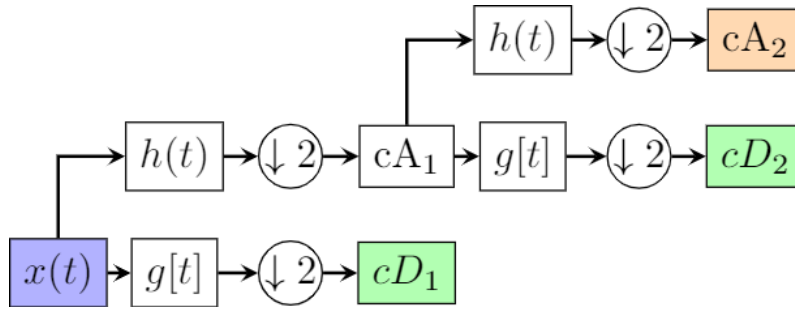 h(t) ↓ 2 cA₂
h(t) ↓ 2 cA₁ g[t] ↓ 2 cD₂
x(t) g[t] ↓ 2 cD₁